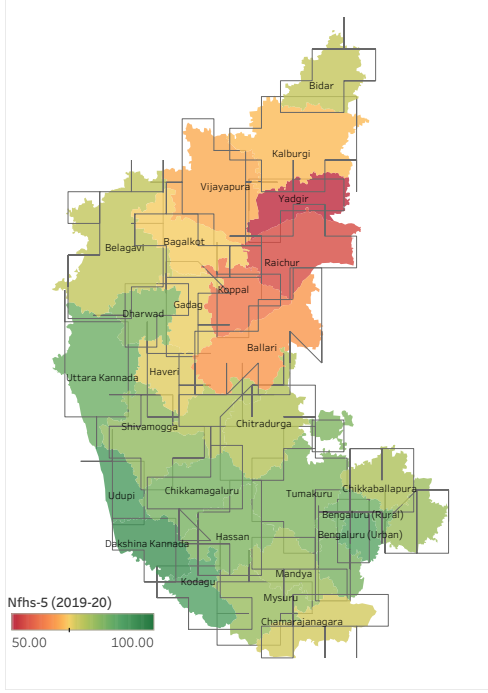 Bidar
Kalburgi
Vijayapura
Yadgir
Bagalkot
Belagavi
Raichur
Koppal
Gadag
Dharwad
Ballari
Haveri
Uttara Kannada
Chitradurga
Shivamogga
Chikkaballapura
Chikkamagaluru
Tumakuru
Udupi
Bengaluru (Rural)
Bengaluru (Urban)
Hassan
Dakshina Kannada
Mandya
Kodagu
Mysuru
Chamarajanagara
Nfhs-5 (2019-20)
50.00 100.00